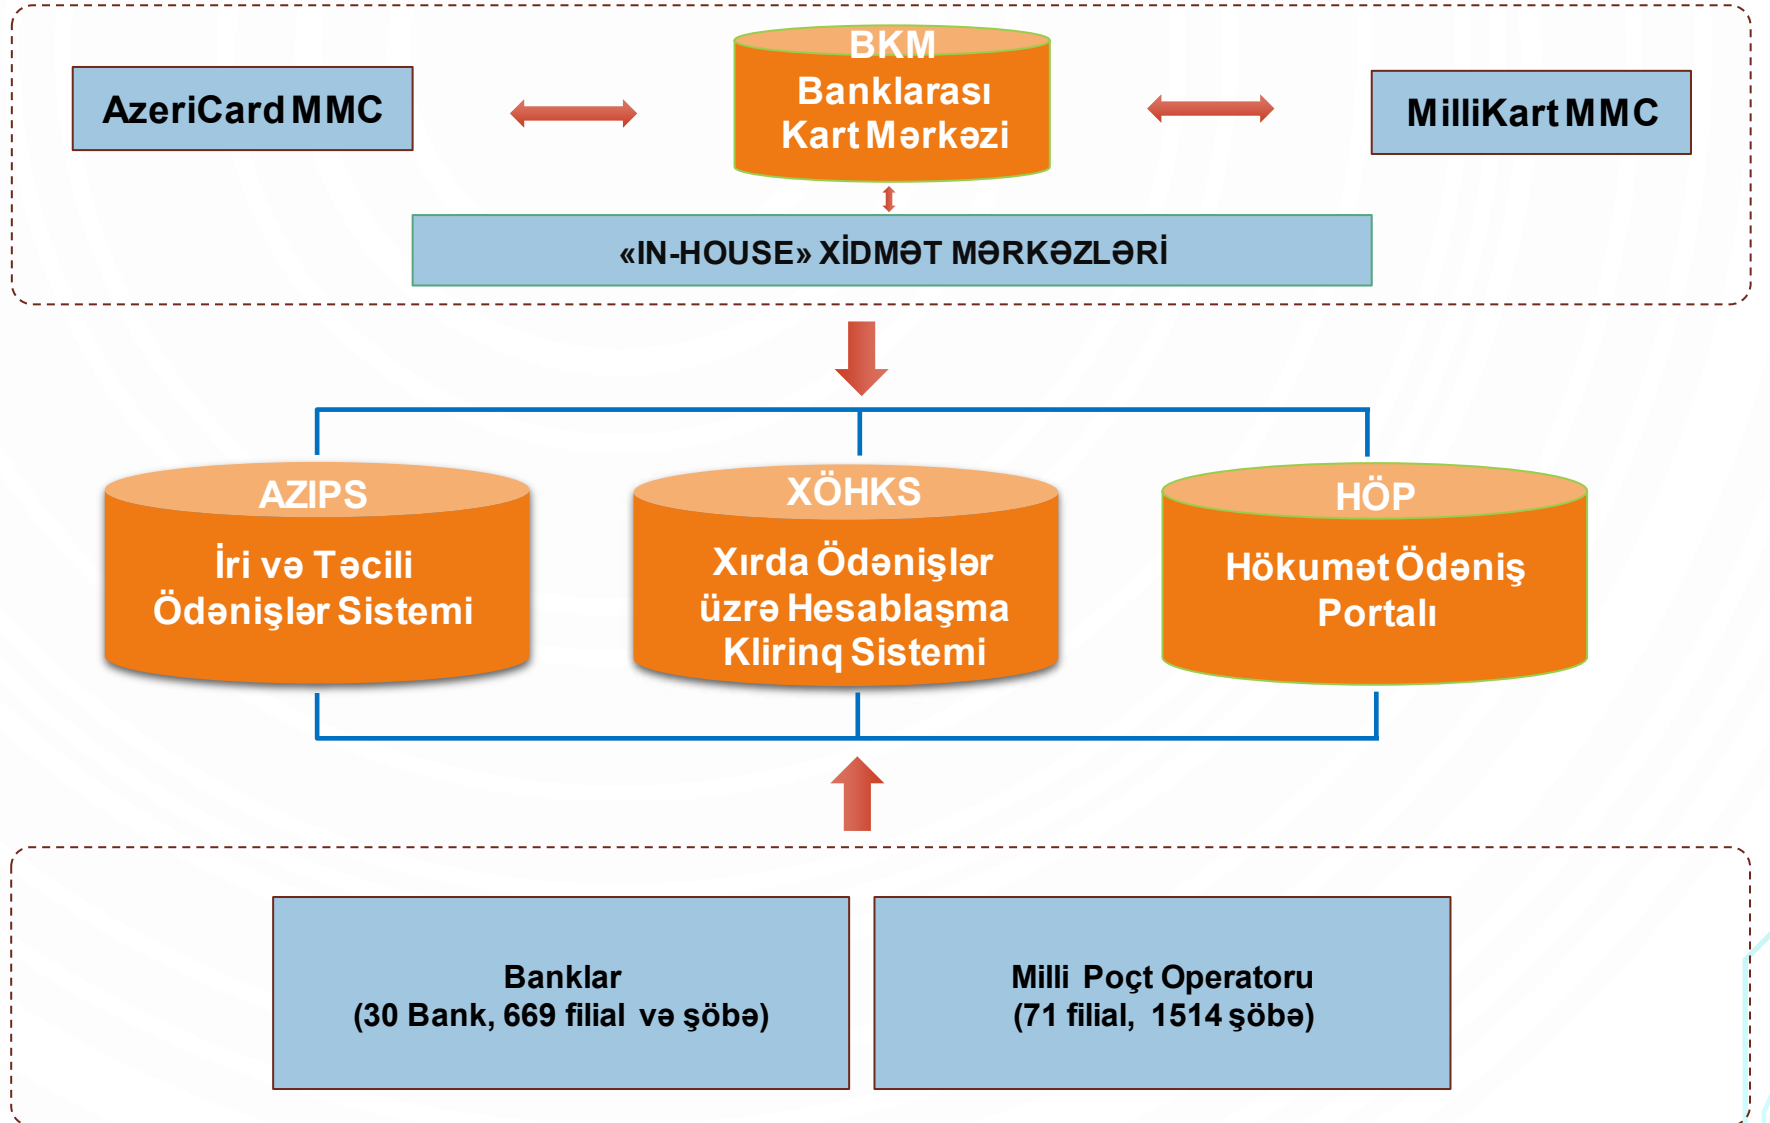 BKM
Banklarası
Kart Mərkəzi
AzeriCard MMC
MilliKart MMC
«IN-HOUSE» XİDMƏT MƏRKƏZLƏRİ
AZIPS
İri və Təcili
Ödənişlər Sistemi
XÖHKS
Xırda Ödənişlər
üzrə Hesablaşma
Klirinq Sistemi
HÖP
Hökumət Ödəniş
Portalı
Banklar
(30 Bank, 669 filial və şöbə)
Milli Poçt Operatoru
(71 filial, 1514 şöbə)